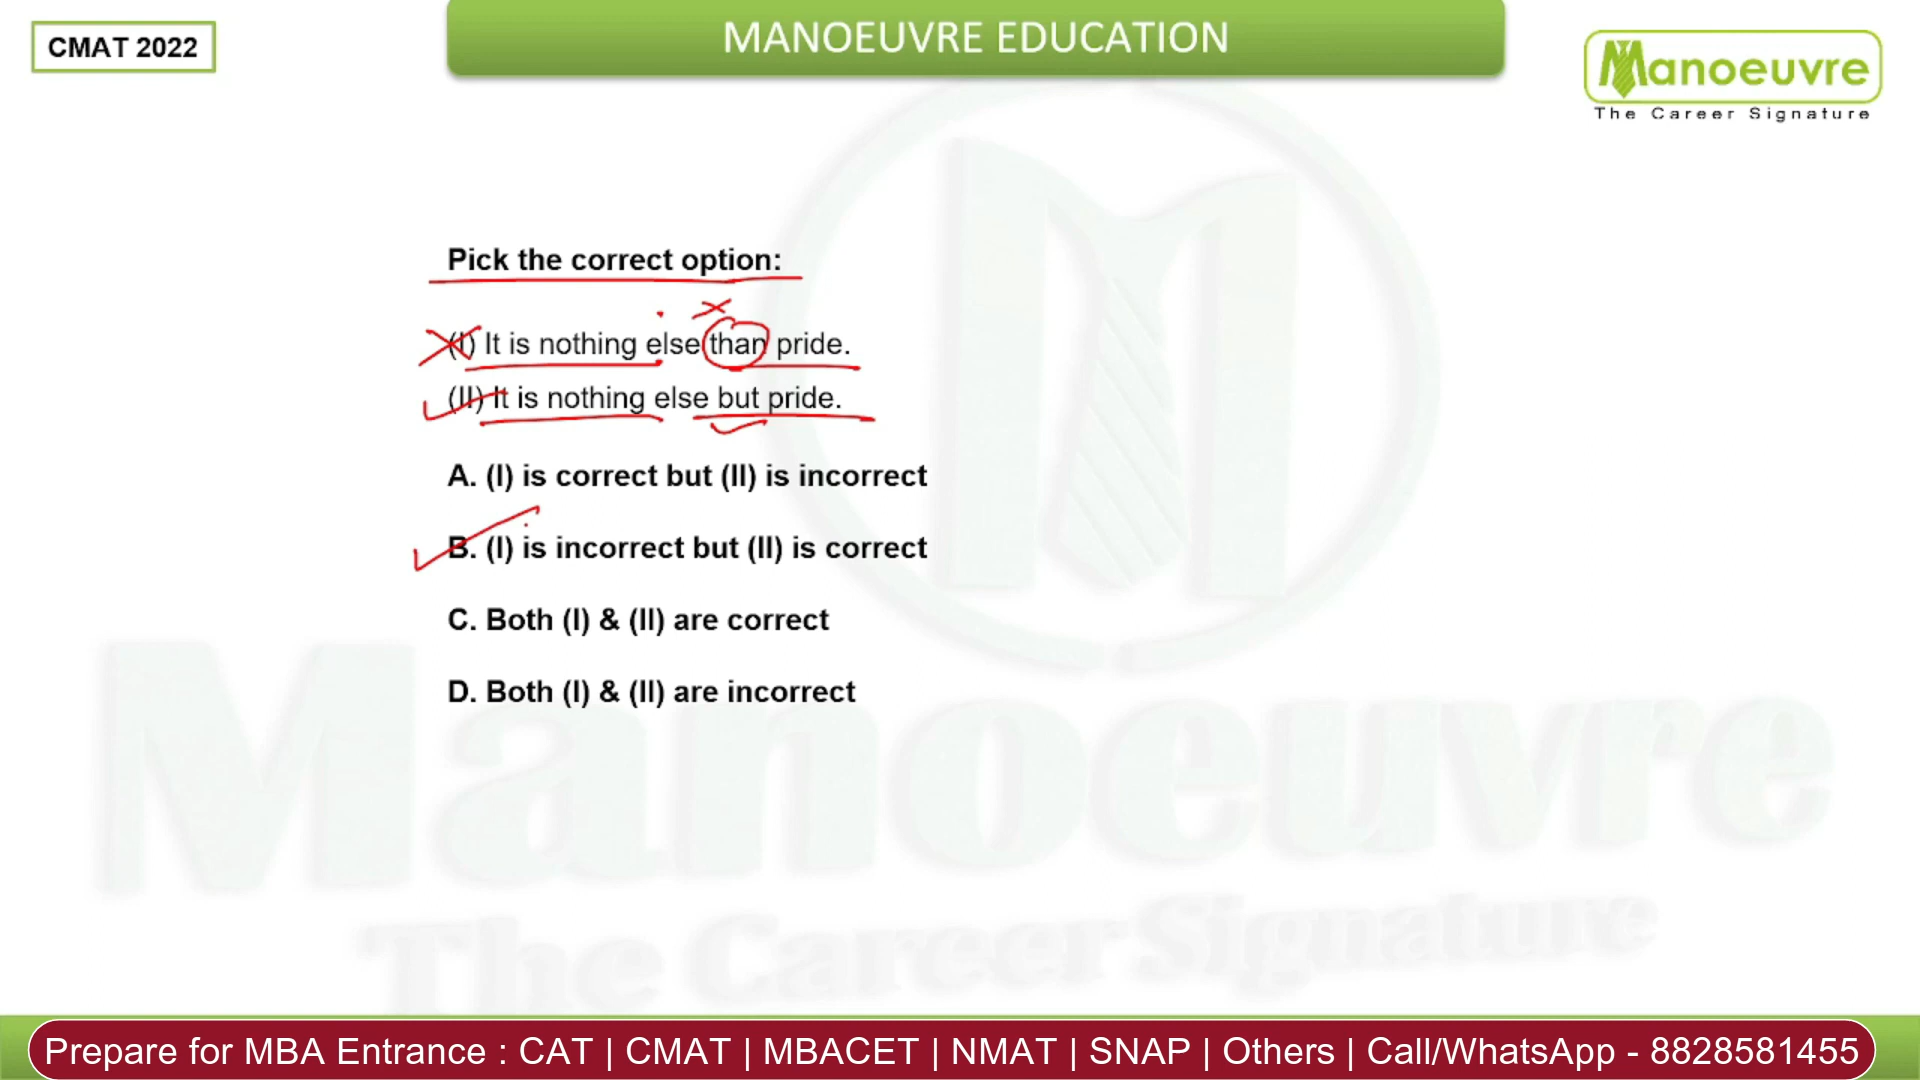 CMAT 2022
MANOEUVRE EDUCATION
Manoeuvre
The Career Signature
Pick the correct option:
(I) It is nothing else than pride.
(II) It is nothing else but pride.
A. (I) is correct but (II) is incorrect
B. (I) is incorrect but (II) is correct
C. Both (I) & (II) are correct
D. Both (I) & (II) are incorrect
Manoeuvre
The Career Signature
Prepare for MBA Entrance : CAT | CMAT | MBACET | NMAT | SNAP | Others | Call/WhatsApp - 8828581455